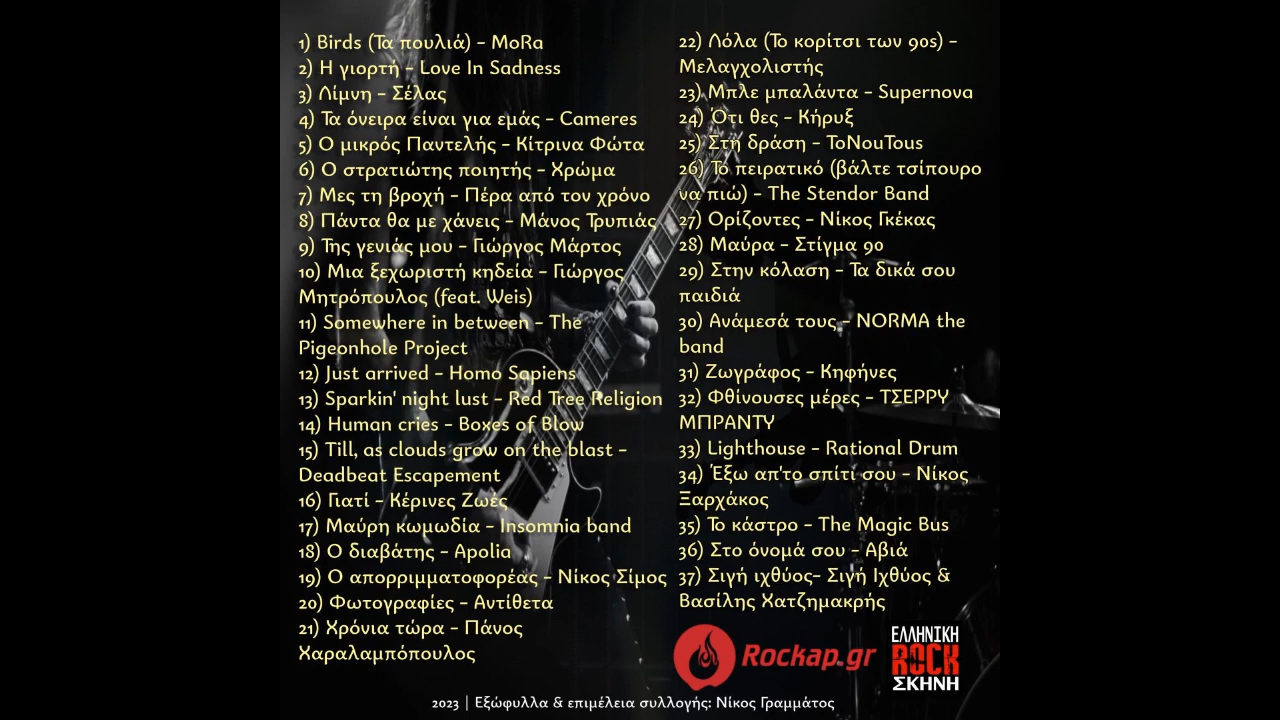 1) Birds (Τα πουλιά) - MoRa
2) Η γιορτή - Love In Sadness
3) Λίμνη - Σέλας
4) Τα όνειρα είναι για εμάς - Cameres
5) Ο μικρός Παντελής - Κίτρινα Φώτα
6) Ο στρατιώτης ποιητής - Χρώμα
7) Μες τη βροχή - Πέρα από τον χρόνο
8) Πάντα θα με χάνεις - Μάνος Τρυπιάς
9) Της γενιάς μου - Γιώργος Μάρτος
10) Μια ξεχωριστή κηδεία - Γιώργος
Μητρόπουλος (feat. Weis)
11) Somewhere in between - The
Pigeonhole Project
12) Just arrived - Homo Sapiens
13) Sparkin' night lust - Red Tree Religion
14) Human cries - Boxes of Blow
15) Till, as clouds grow on the blast -
Deadbeat Escapement
16) Γιατί - Κέρινες Ζωές
17) Μαύρη κωμωδία - Insomnia band
18) Ο διαβάτης - Apolia
19) Ο απορριμματοφορέας - Νίκος Σίμος
20) Φωτογραφίες - Αντίθετα
21) Χρόνια τώρα - Πάνος
Χαραλαμπόπουλος
22) Λόλα (Το κορίτσι των 90s) -
Μελαγχολιστής
23) Μπλε μπαλάντα - Supernova
24) Ότι θες - Κήρυξ
25) Στη δράση - ToNouTous
26) Το πειρατικό (βάλτε τσίπουρο
να πιώ) - The Stendor Band
27) Ορίζοντες - Νίκος Γκέκας
28) Μαύρα - Στίγμα 90
29) Στην κόλαση - Τα δικά σου
παιδιά
30) Ανάμεσά τους - NORMA the
band
31) Ζωγράφος - Κηφήνες
32) Φθίνουσες μέρες - ΤΣΕΡΡΥ
ΜΠΡΑΝΤΥ
33) Lighthouse - Rational Drum
34) Έξω απ'το σπίτι σου - Νίκος
Ξαρχάκος
35) Το κάστρο - The Magic Bus
36) Στο όνομά σου - Αβιά
37) Σιγή ιχθύος- Σιγή Ιχθύος &
Βασίλης Χατζημακρής
Rockap.gr
ΕΛΛΗΝΙΚΗ
ROCK
ΣΚΗΝΗ
2023 | Εξώφυλλα & επιμέλεια συλλογής: Νίκος Γραμμάτος